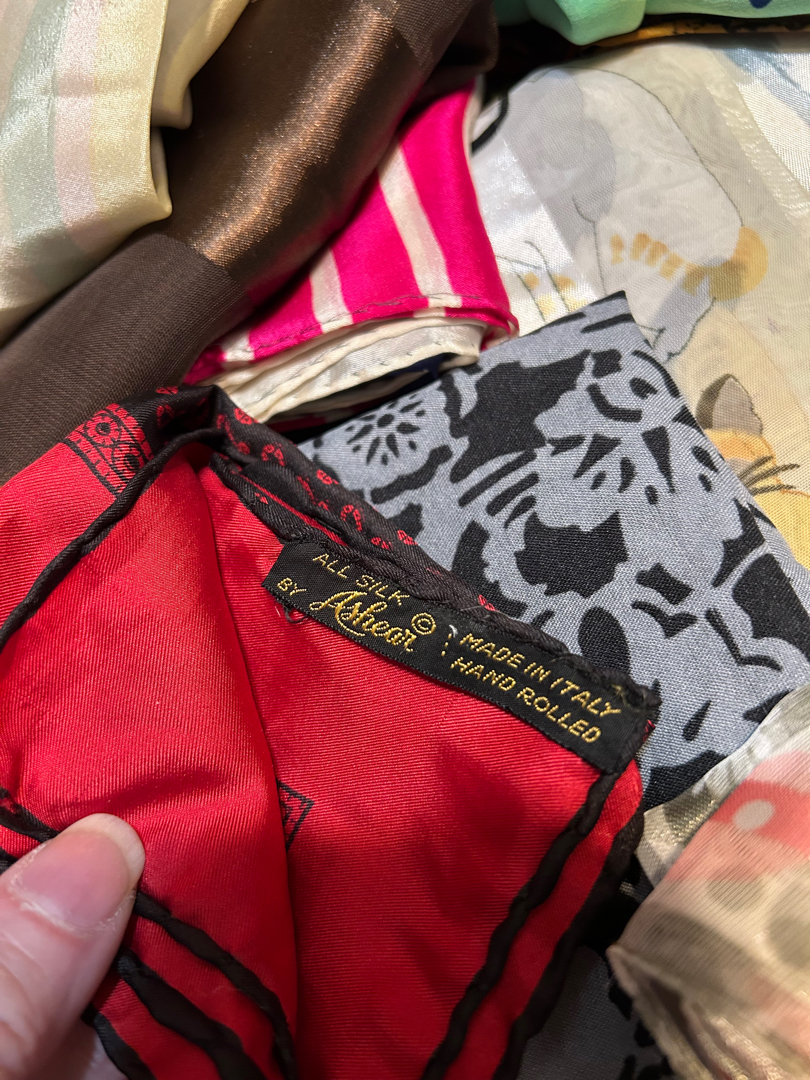 ALL SILK
BY Ashear ©
MADE IN ITALY
HAND ROLLED